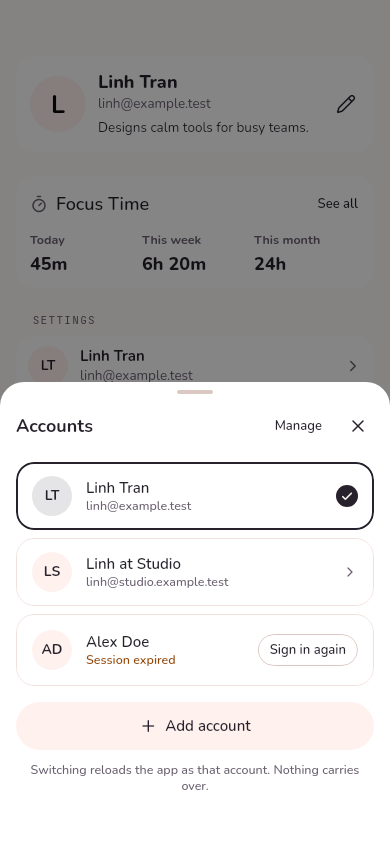 L
Linh Tran
linh@example.test
Designs calm tools for busy teams.
Focus Time
See all
Today
This week
This month
45m
6h 20m
24h
SETTINGS
LT
Linh Tran
linh@example.test
Accounts
Manage
LT
Linh Tran
linh@example.test
LS
Linh at Studio
linh@studio.example.test
AD
Alex Doe
Session expired
Sign in again
Add account
Switching reloads the app as that account. Nothing carries
over.